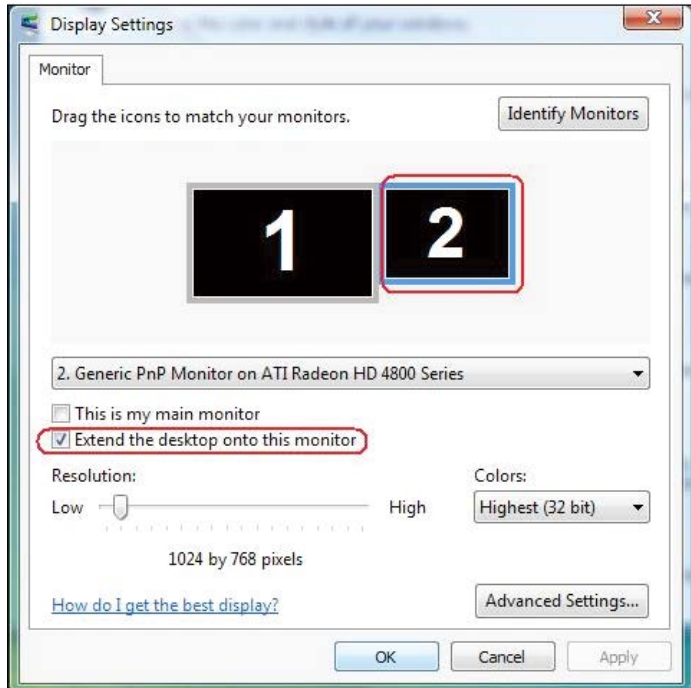 Display Settings
Monitor
Drag the icons to match your monitors.
Identify Monitors
1
2
2. Generic PnP Monitor on ATI Radeon HD 4800 Series
This is my main monitor
Extend the desktop onto this monitor
Resolution:
Colors:
Low
High
Highest (32 bit)
1024 by 768 pixels
How do I get the best display?
Advanced Settings...
OK
Cancel
Apply